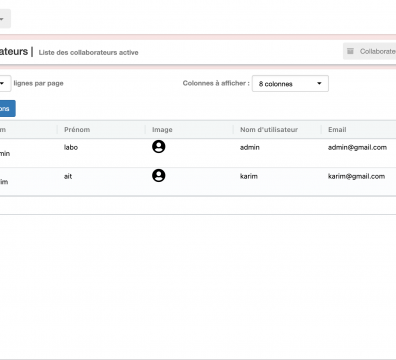 ateurs | Liste des collaborateurs active
Collaborate
lignes par page
Colonnes à afficher :
8 colonnes
ons
m
Prénom
Image
Nom d'utilisateur
Email
min
labo
admin
admin@gmail.com
im
ait
karim
karim@gmail.com